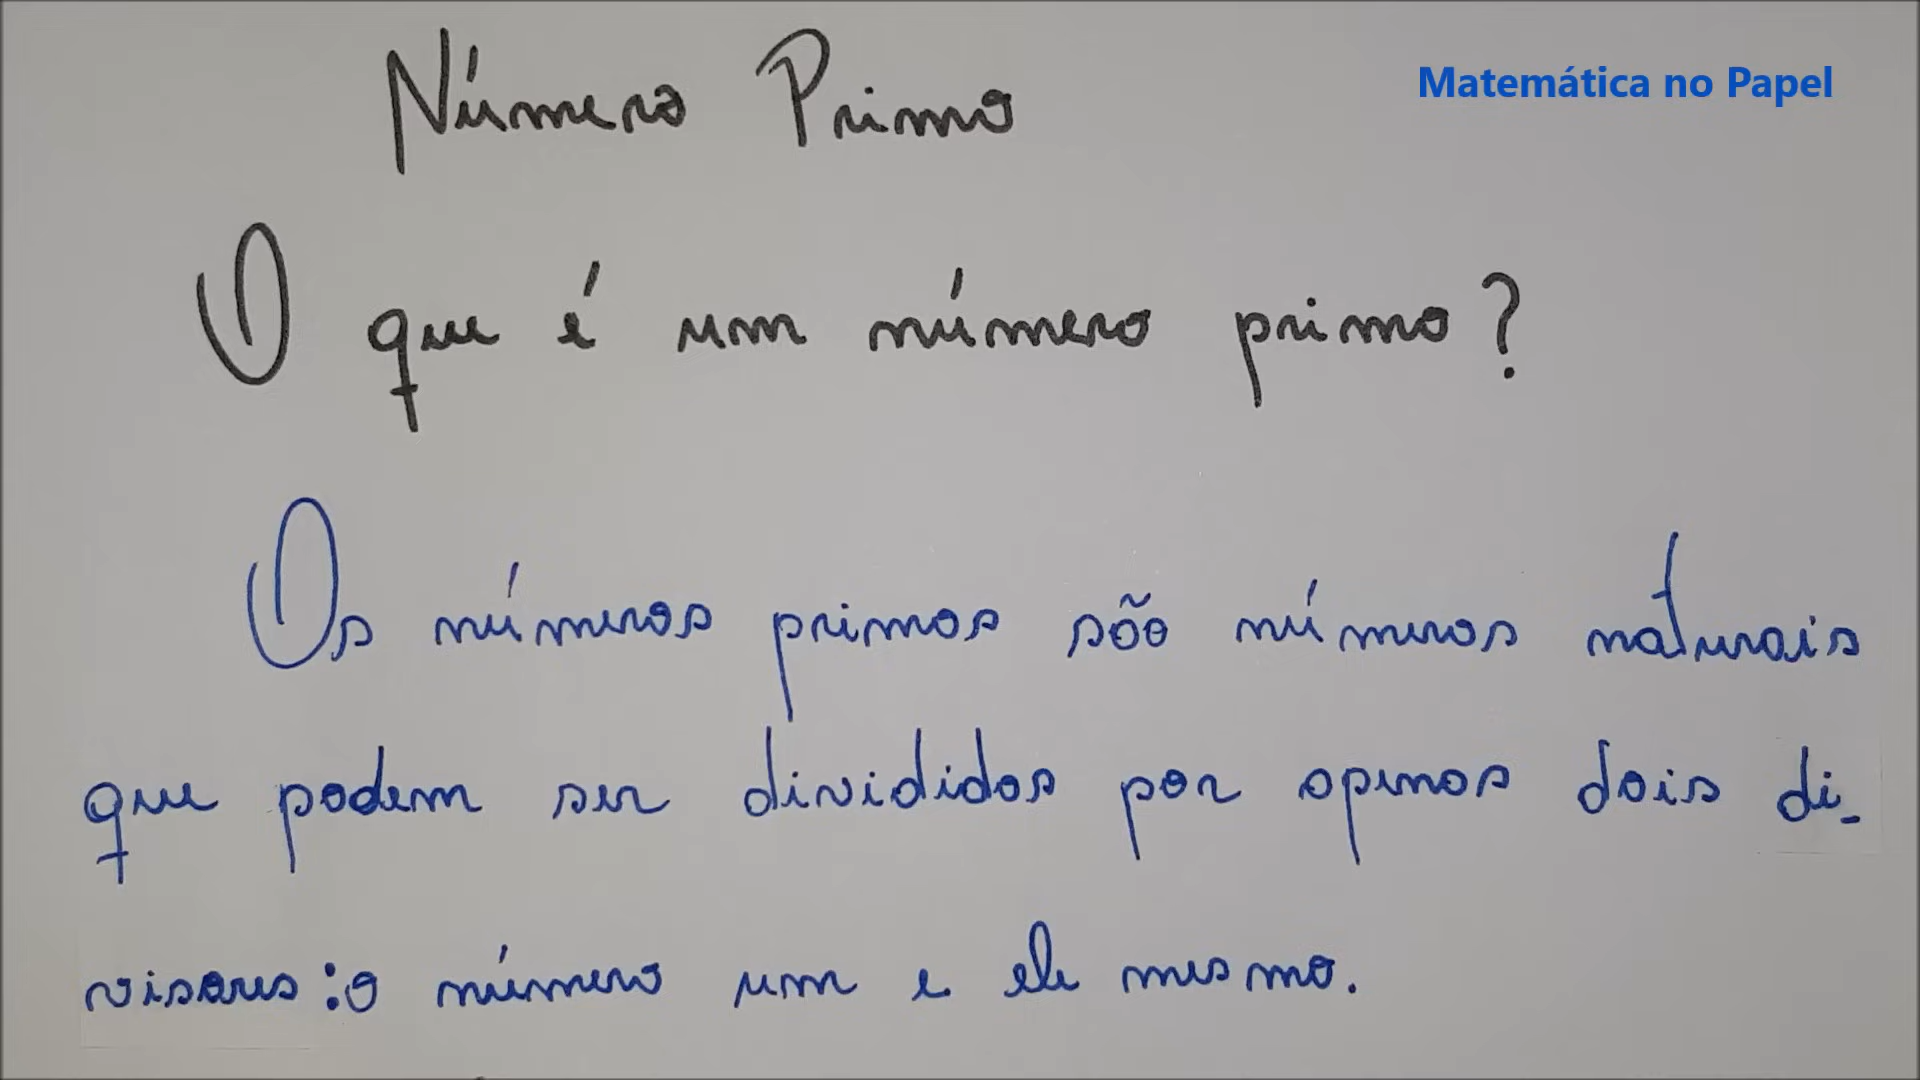 Número Primo
Matemática no Papel
O que é um número primo?
Os números primos são números naturais
que podem ser divididos por apenas dois di-
visores: o número um e ele mesmo.